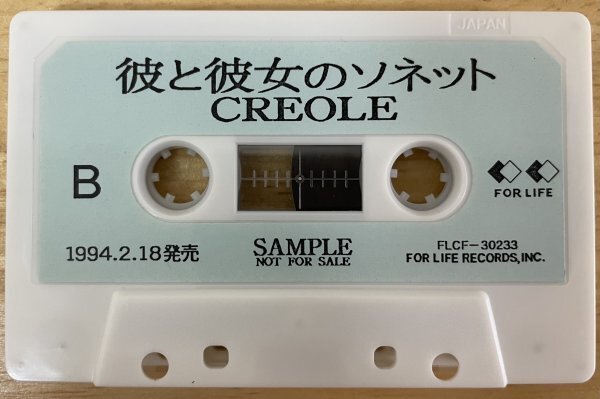 JAPAN
彼と彼女のソネット
CREOLE
B
FOR LIFE
1994.2.18発売
SAMPLE
NOT FOR SALE
FLCF-30233
FOR LIFE RECORDS,INC.